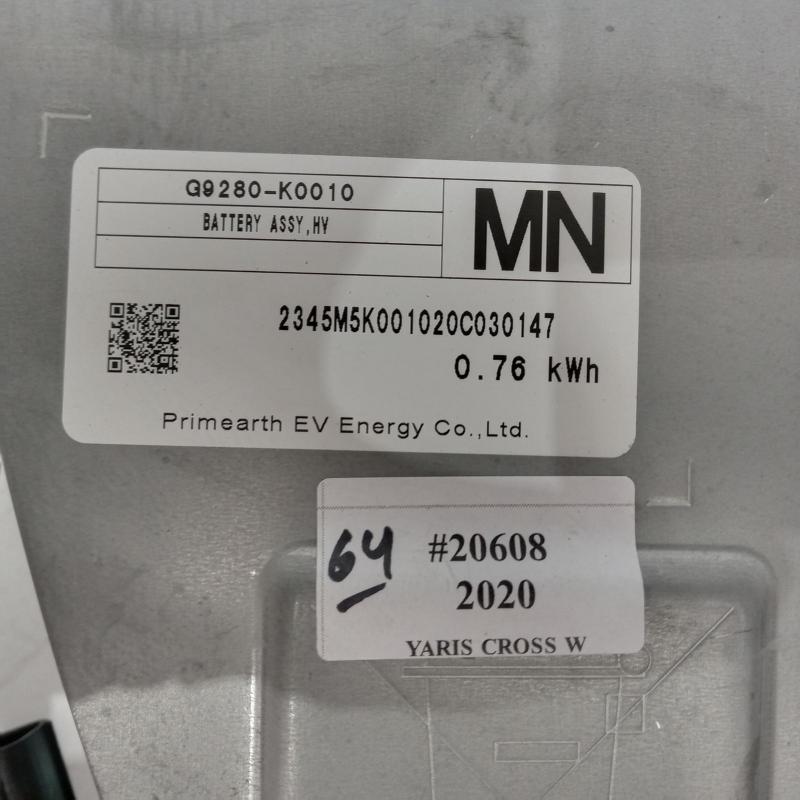 G9280-K0010
BATTERY ASSY,HV
MN
2345M5K001020C030147
0.76 kWh
Primearth EV Energy Co.,Ltd.
64
#20608
2020
YARIS CROSS W